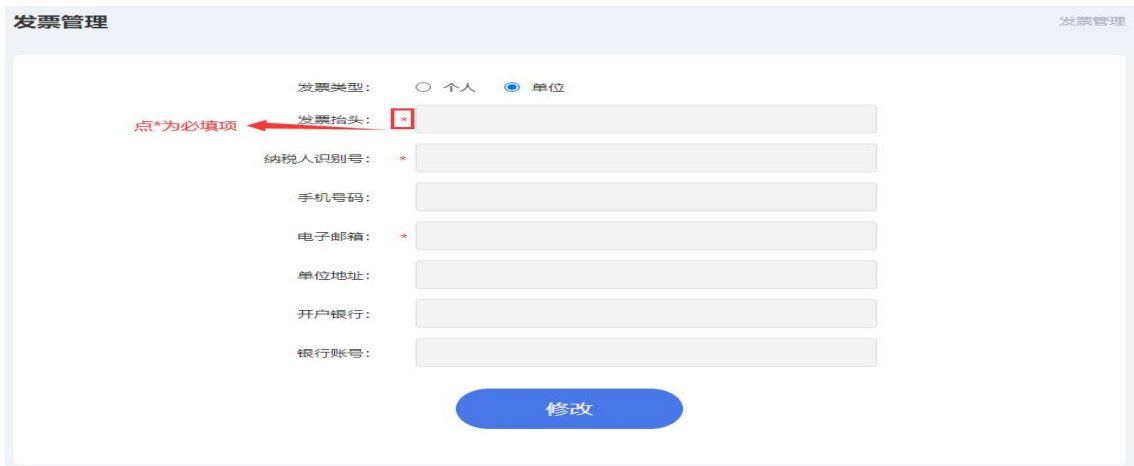 发票管理 发票管理
发票类型: 个人 单位
点*为必填项 发票抬头: *
纳税人识别号: *
手机号码:
电子邮箱: *
单位地址:
开户银行:
银行账号:
修改